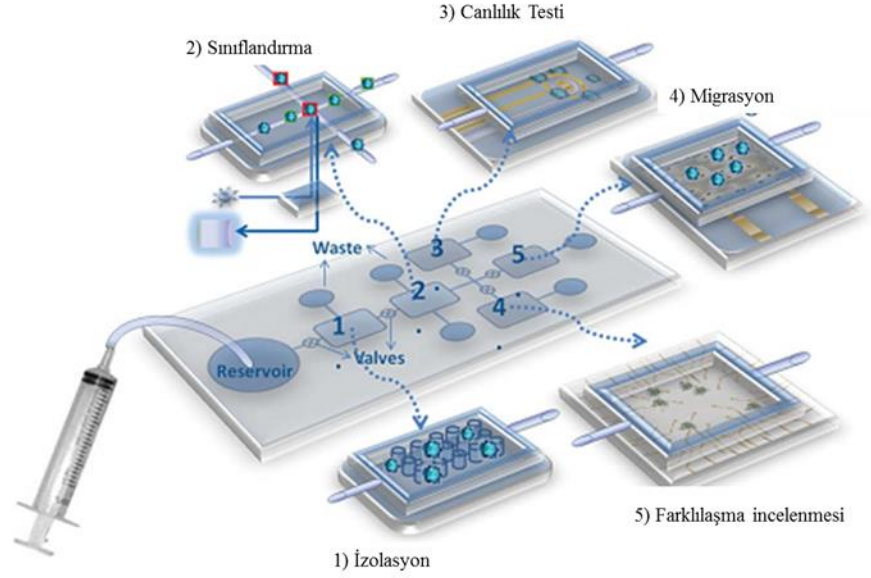 3) Canlılık Testi
2) Sınıflandırma
4) Migrasyon
Waste
3
5
2
4
1
Valves
Reservoir
5) Farklılaşma incelenmesi
1) İzolasyon